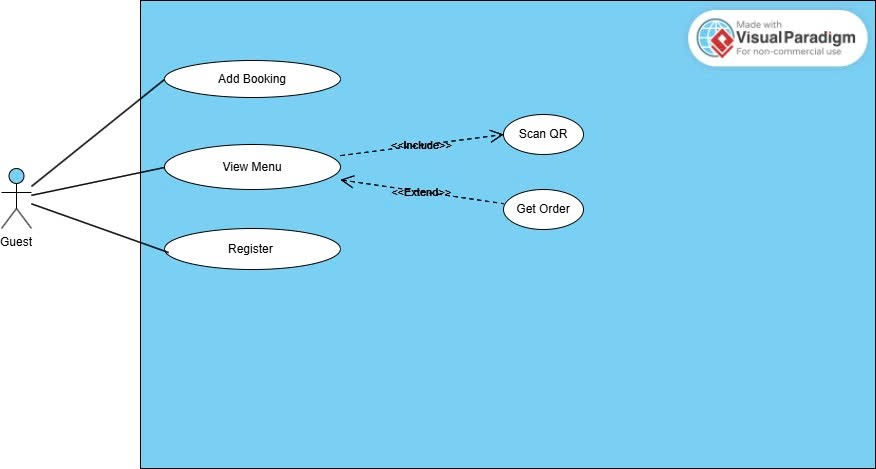 Made with
Visual Paradigm
For non-commercial use
Add Booking
<<Include>>
Scan QR
View Menu
<<Extend>>
Get Order
Guest
Register